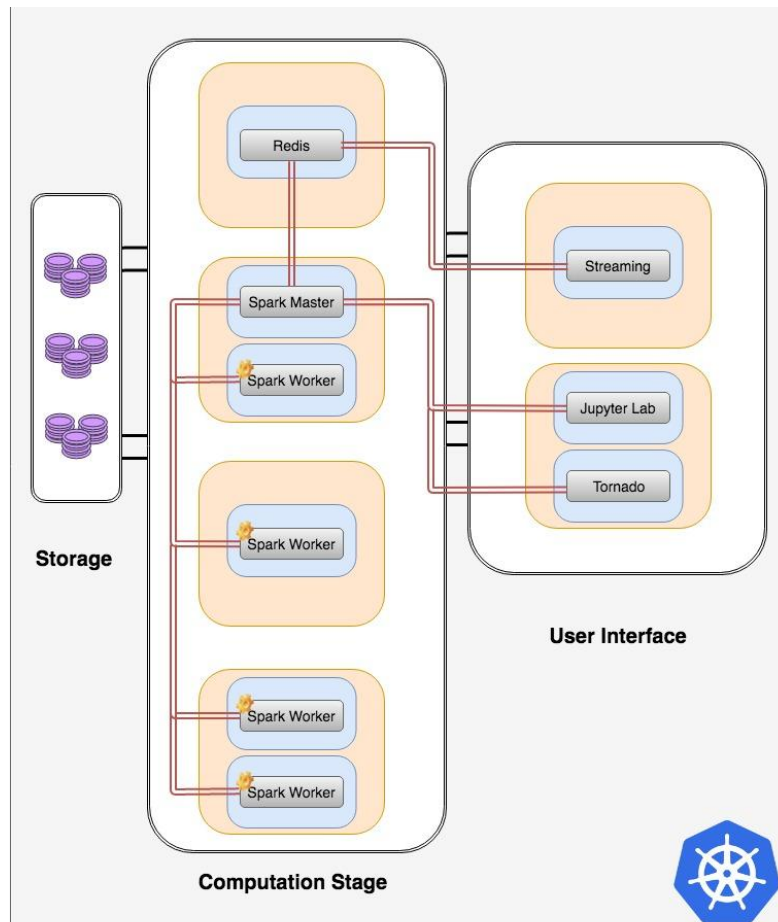 Redis
Streaming
Spark Master
Spark Worker
Jupyter Lab
Tornado
Spark Worker
Spark Worker
Spark Worker
Storage
User Interface
Computation Stage